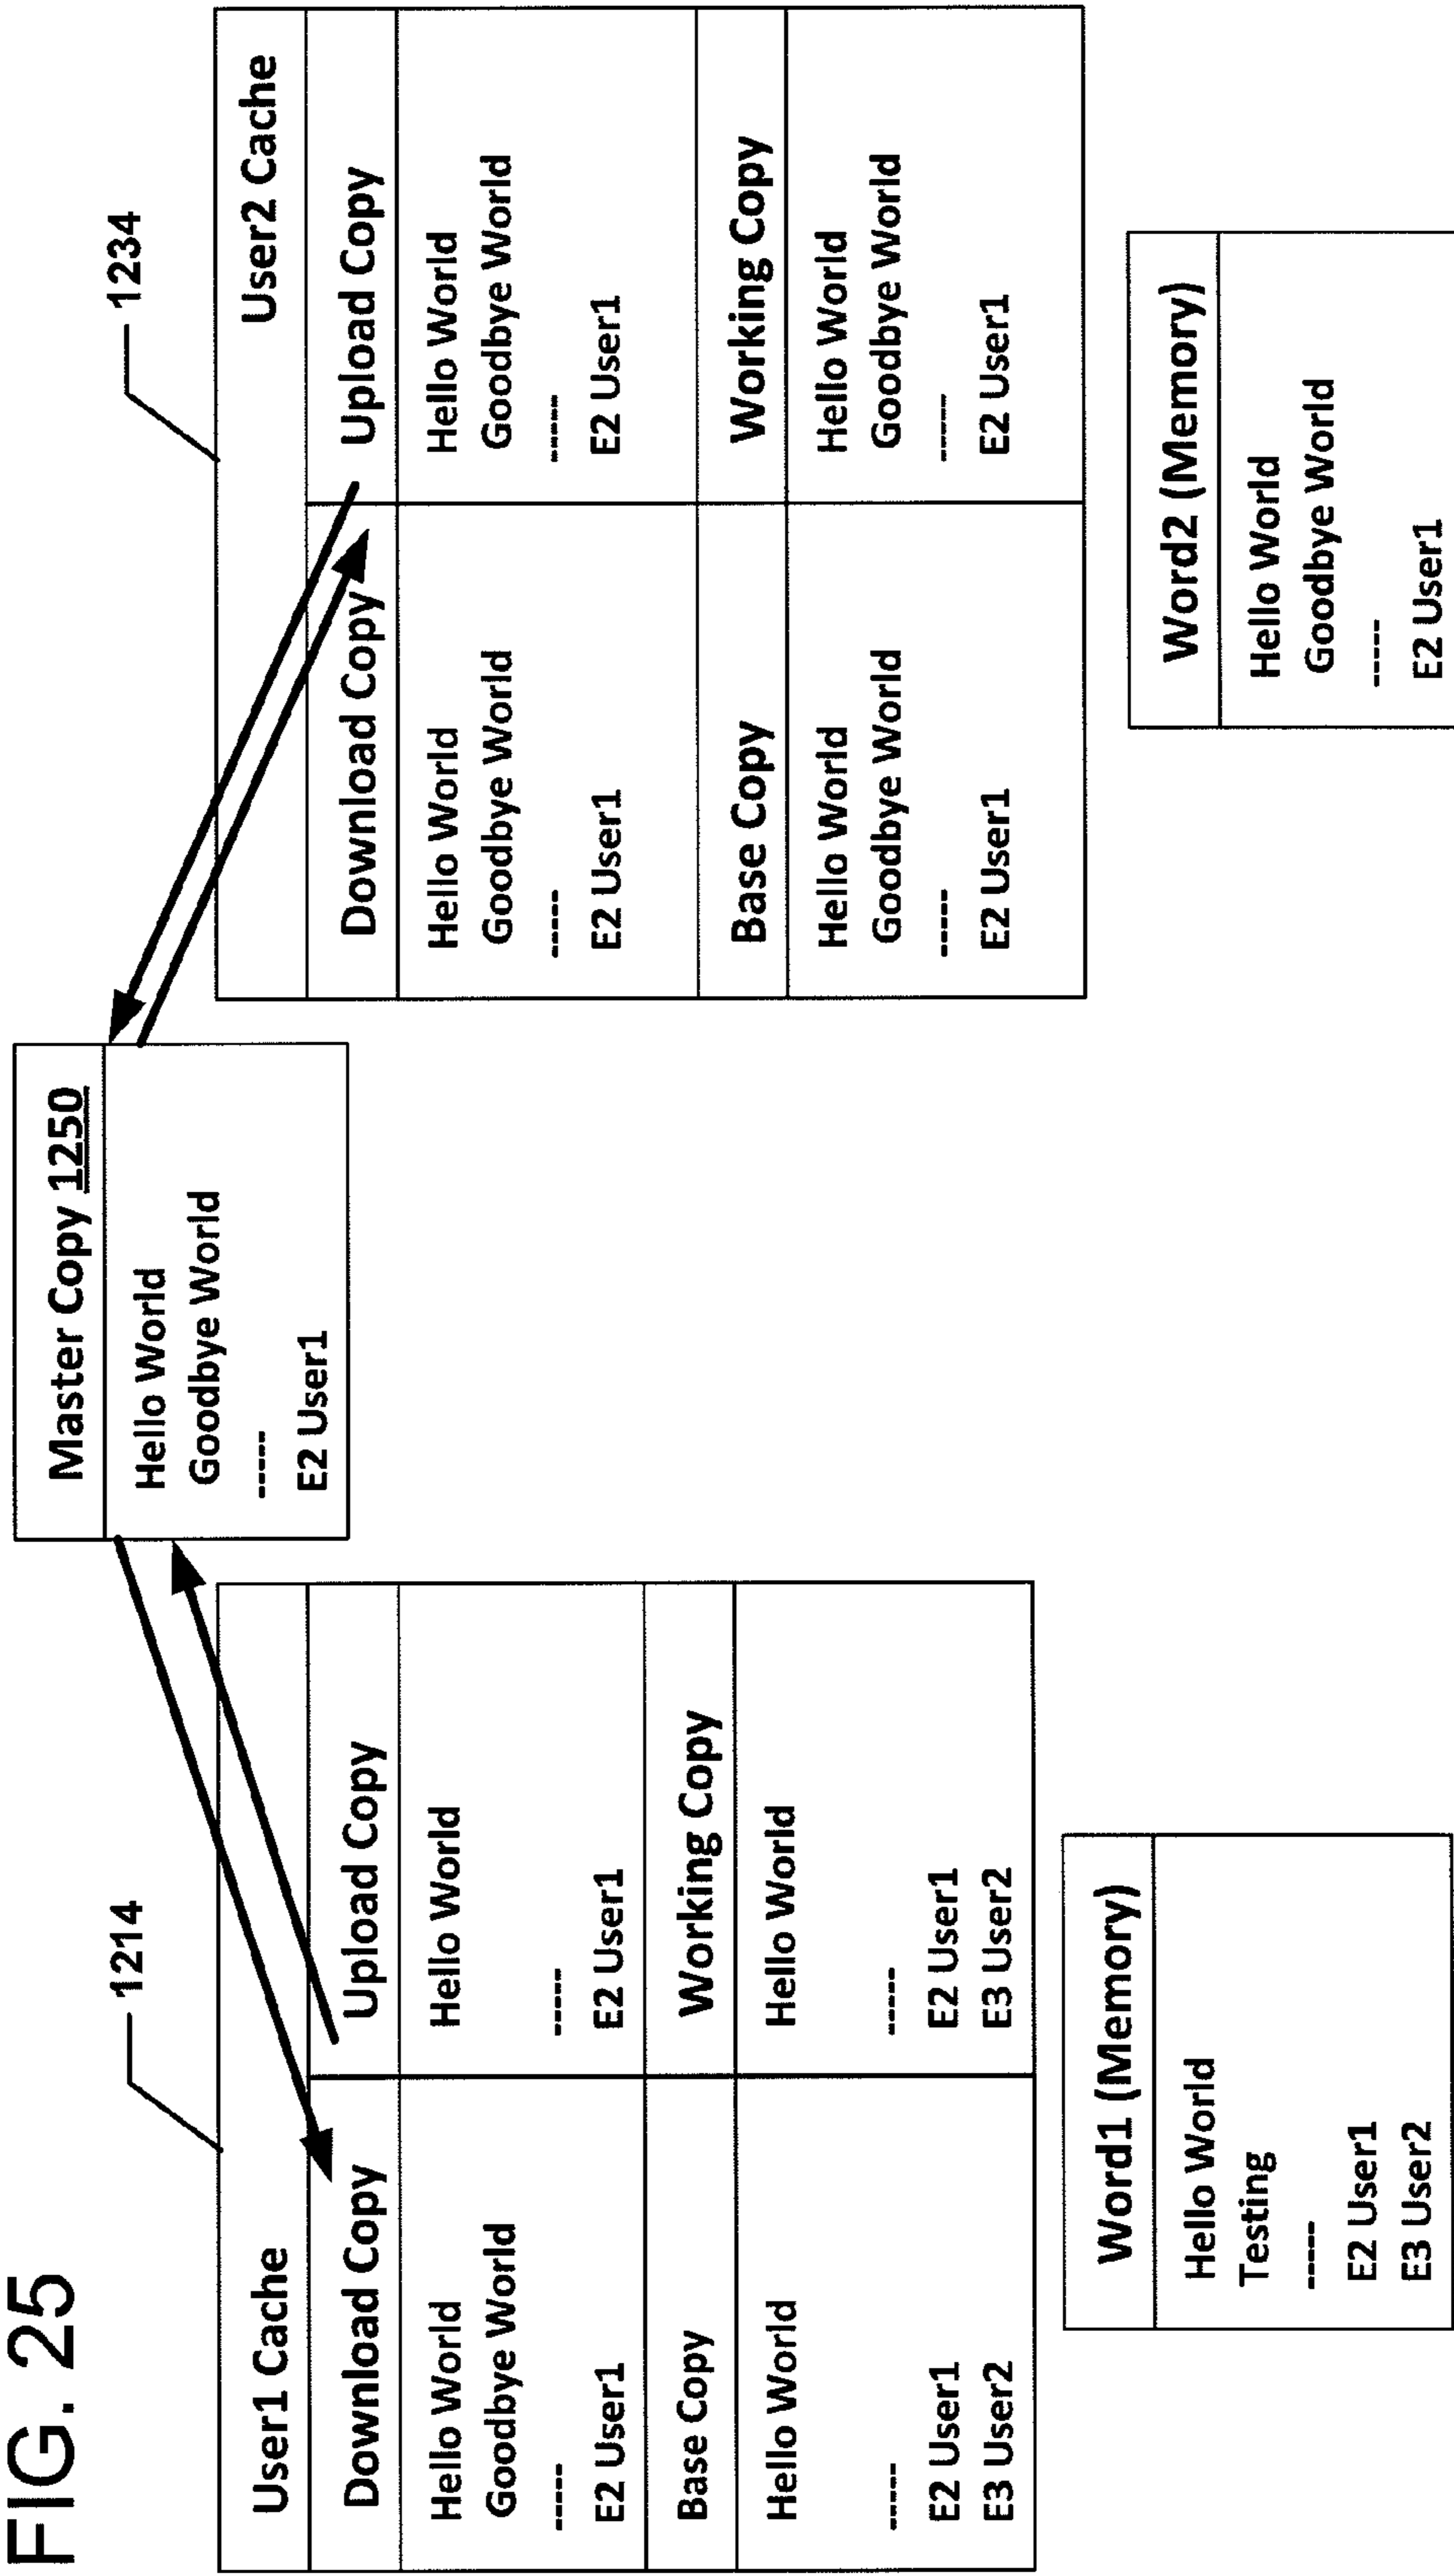 FIG. 25
Master Copy 1250
Hello World
Goodbye World
-----
E2 User1
1214
User1 Cache
Download Copy
Hello World
Goodbye World
-----
E2 User1
Upload Copy
Hello World
-----
E2 User1
Base Copy
Hello World
-----
E2 User1
E3 User2
Working Copy
Hello World
-----
E2 User1
E3 User2
Word1 (Memory)
Hello World
Testing
-----
E2 User1
E3 User2
1234
User2 Cache
Download Copy
Hello World
Goodbye World
-----
E2 User1
Upload Copy
Hello World
Goodbye World
-----
E2 User1
Base Copy
Hello World
Goodbye World
-----
E2 User1
Working Copy
Hello World
Goodbye World
-----
E2 User1
Word2 (Memory)
Hello World
Goodbye World
-----
E2 User1